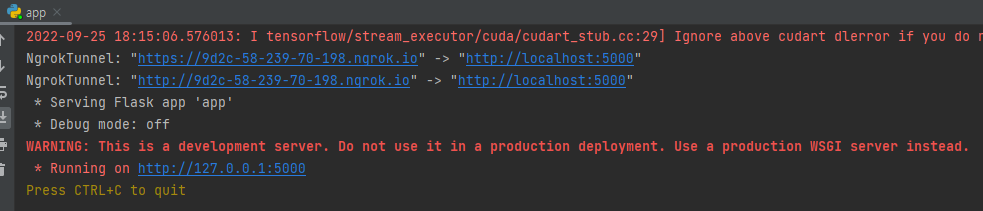 app
2022-09-25 18:15:06.576013: I tensorflow/stream_executor/cuda/cudart_stub.cc:29] Ignore above cudart dlerror if you do
NgrokTunnel: "https://9d2c-58-239-70-198.ngrok.io" -> "http://localhost:5000"
NgrokTunnel: "http://9d2c-58-239-70-198.ngrok.io" -> "http://localhost:5000"
* Serving Flask app 'app'
* Debug mode: off
WARNING: This is a development server. Do not use it in a production deployment. Use a production WSGI server instead.
* Running on http://127.0.0.1:5000
Press CTRL+C to quit